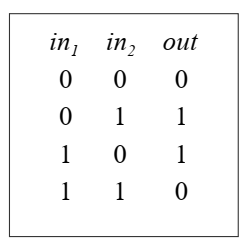 in₁ in₂ out
0 0 0
0 1 1
1 0 1
1 1 0